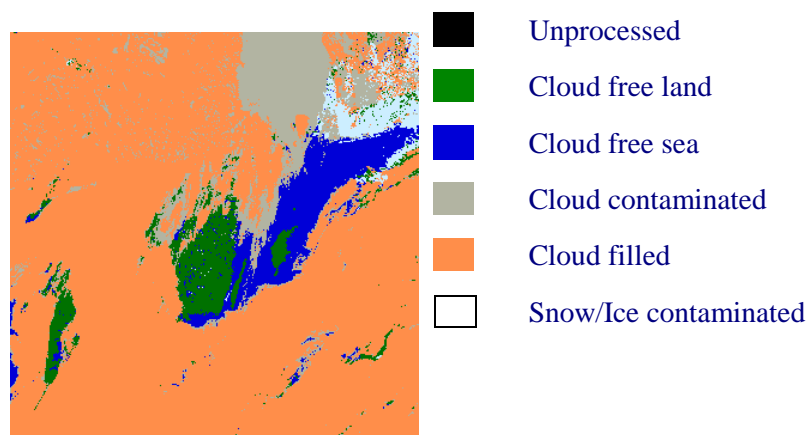 Unprocessed
Cloud free land
Cloud free sea
Cloud contaminated
Cloud filled
Snow/Ice contaminated